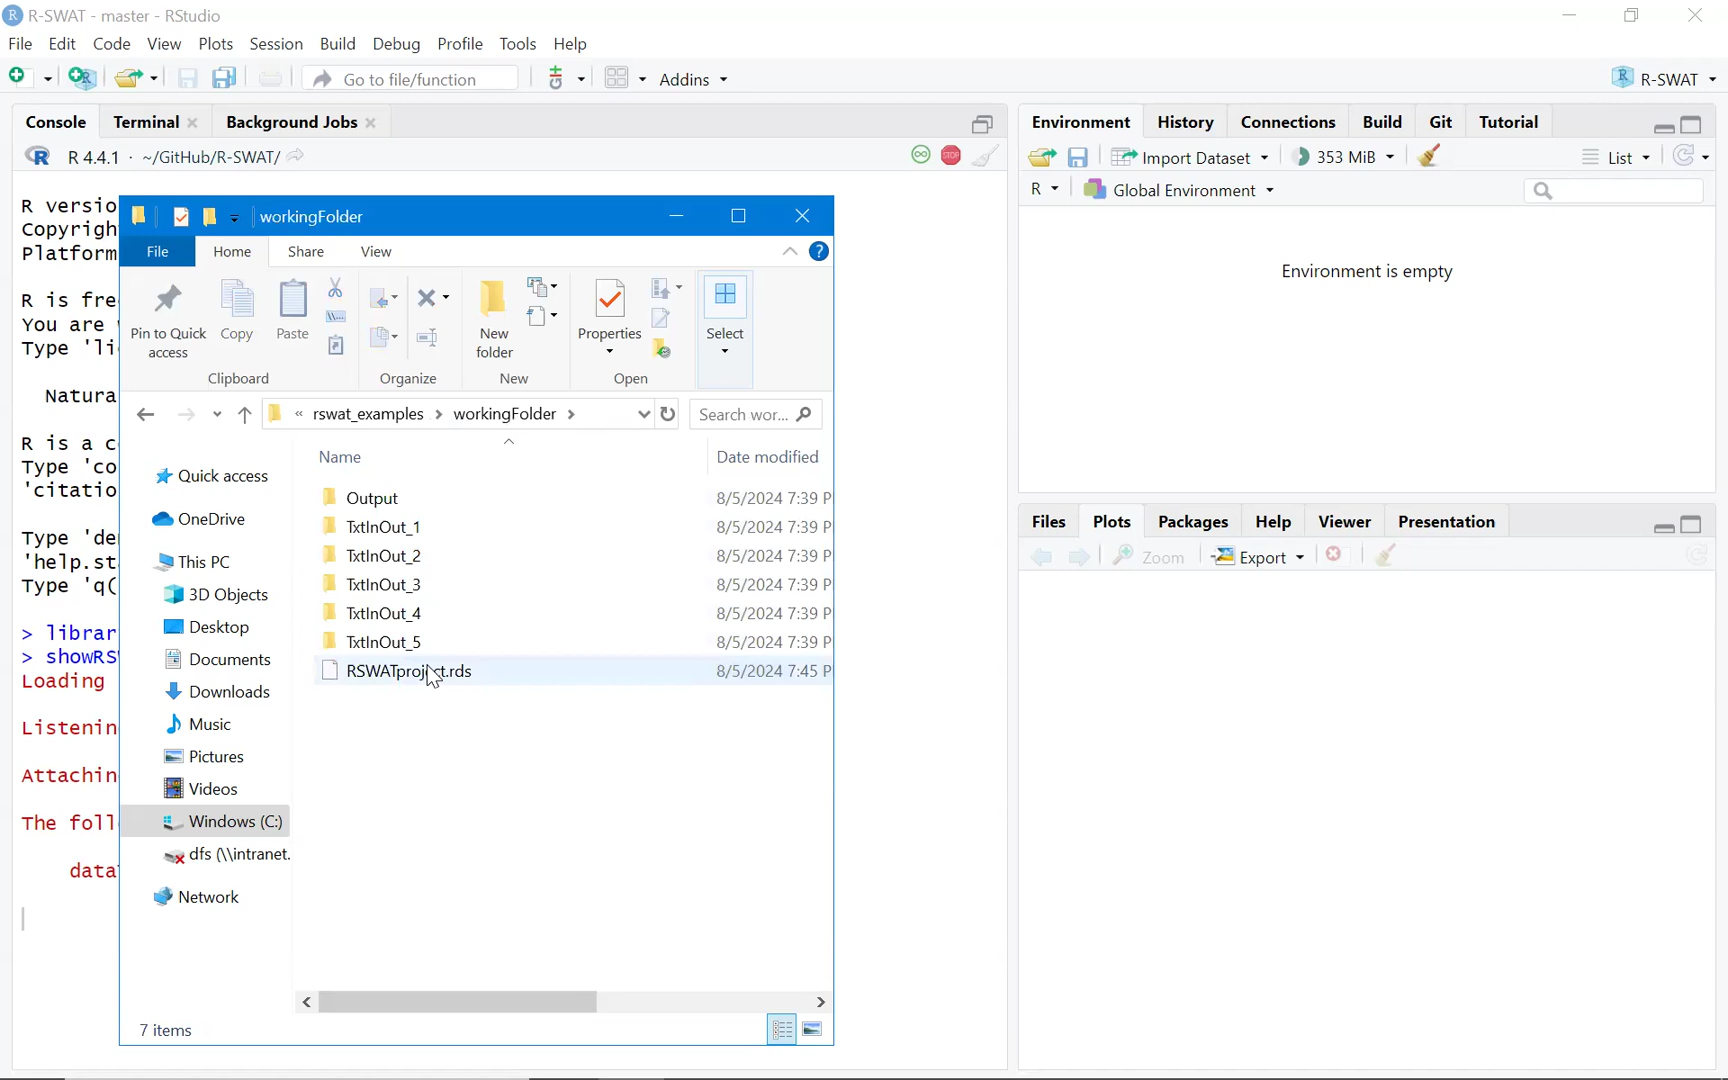 R-SWAT - master - RStudio
File Edit Code View Plots Session Build Debug Profile Tools Help
Go to file/function Addins R-SWAT
Console Terminal Background Jobs
R 4.4.1 · ~/GitHub/R-SWAT/
R versio
Copyrigh
Platform
R is fre
You are
Type 'li
Natura
R is a c
Type 'co
'citatio
Type 'de
'help.st
Type 'q(
> librar
> showRS
Loading
Listenin
Attachin
The foll
data
workingFolder
File Home Share View
Pin to Quick access
Copy
Paste
New folder
Properties
Select
Clipboard Organize New Open
« rswat_examples > workingFolder >
Search wor...
Name Date modified
Output 8/5/2024 7:39 P
TxtInOut_1 8/5/2024 7:39 P
TxtInOut_2 8/5/2024 7:39 P
TxtInOut_3 8/5/2024 7:39 P
TxtInOut_4 8/5/2024 7:39 P
TxtInOut_5 8/5/2024 7:39 P
RSWATproject.rds 8/5/2024 7:45 P
Quick access
OneDrive
This PC
3D Objects
Desktop
Documents
Downloads
Music
Pictures
Videos
Windows (C:)
dfs (\\intranet.
Network
7 items
Environment History Connections Build Git Tutorial
Import Dataset 353 MiB List
R Global Environment
Environment is empty
Files Plots Packages Help Viewer Presentation
Zoom Export